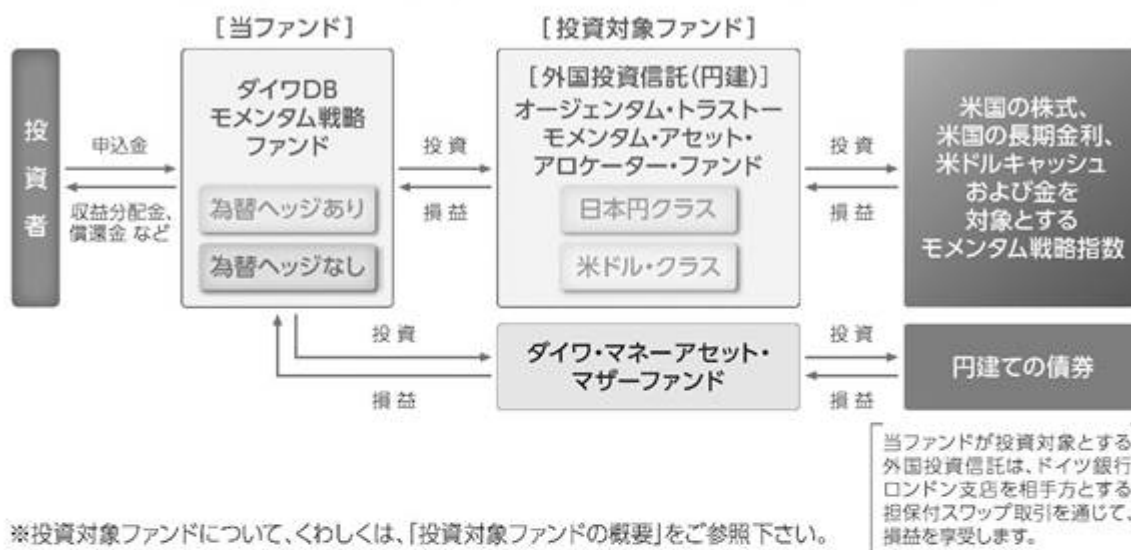 [当ファンド]
[投資対象ファンド]
投資者
申込金
収益分配金、
償還金 など
ダイワDB
モメンタム戦略
ファンド
為替ヘッジあり
為替ヘッジなし
投資
損益
[外国投資信託(円建)]
オージェンタム・トラストー
モメンタム・アセット・
アロケーター・ファンド
日本円クラス
米ドル・クラス
投資
損益
米国の株式、
米国の長期金利、
米ドルキャッシュ
および金を
対象とする
モメンタム戦略指数
投資
損益
ダイワ・マネーアセット・
マザーファンド
投資
損益
円建ての債券
当ファンドが投資対象とする
外国投資信託は、ドイツ銀行
ロンドン支店を相手方とする
担保付スワップ取引を通じて、
損益を享受します。
※投資対象ファンドについて、くわしくは、「投資対象ファンドの概要」をご参照下さい。